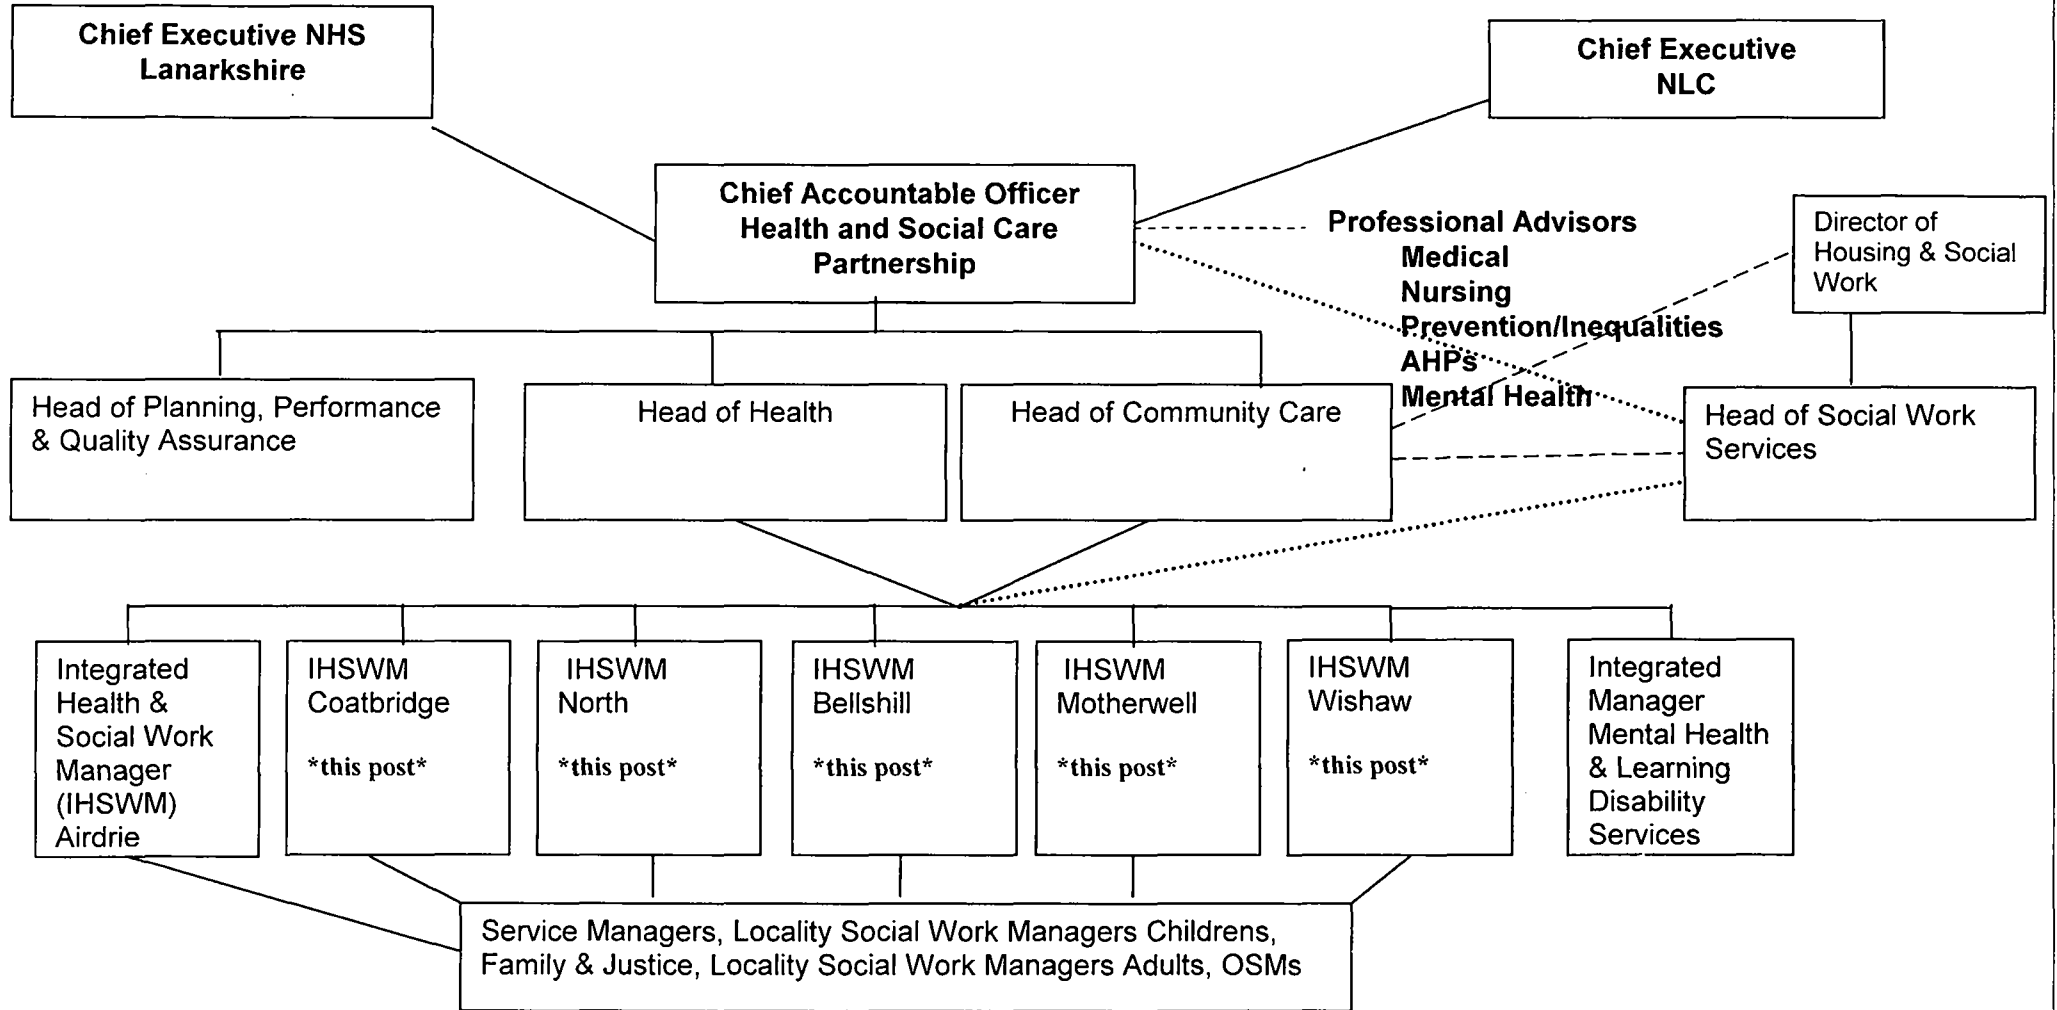 Chief Executive NHS
Lanarkshire
Chief Executive
NLC
Chief Accountable Officer
Health and Social Care
Partnership
Professional Advisors
Medical
Nursing
Prevention/Inequalities
AHPs
Mental Health
Director of
Housing & Social
Work
Head of Planning, Performance
& Quality Assurance
Head of Health
Head of Community Care
Head of Social Work
Services
Integrated
Health &
Social Work
Manager
(IHSWM)
Airdrie
IHSWM
Coatbridge
*this post*
IHSWM
North
*this post*
IHSWM
Bellshill
*this post*
IHSWM
Motherwell
*this post*
IHSWM
Wishaw
*this post*
Integrated
Manager
Mental Health
& Learning
Disability
Services
Service Managers, Locality Social Work Managers Childrens,
Family & Justice, Locality Social Work Managers Adults, OSMs